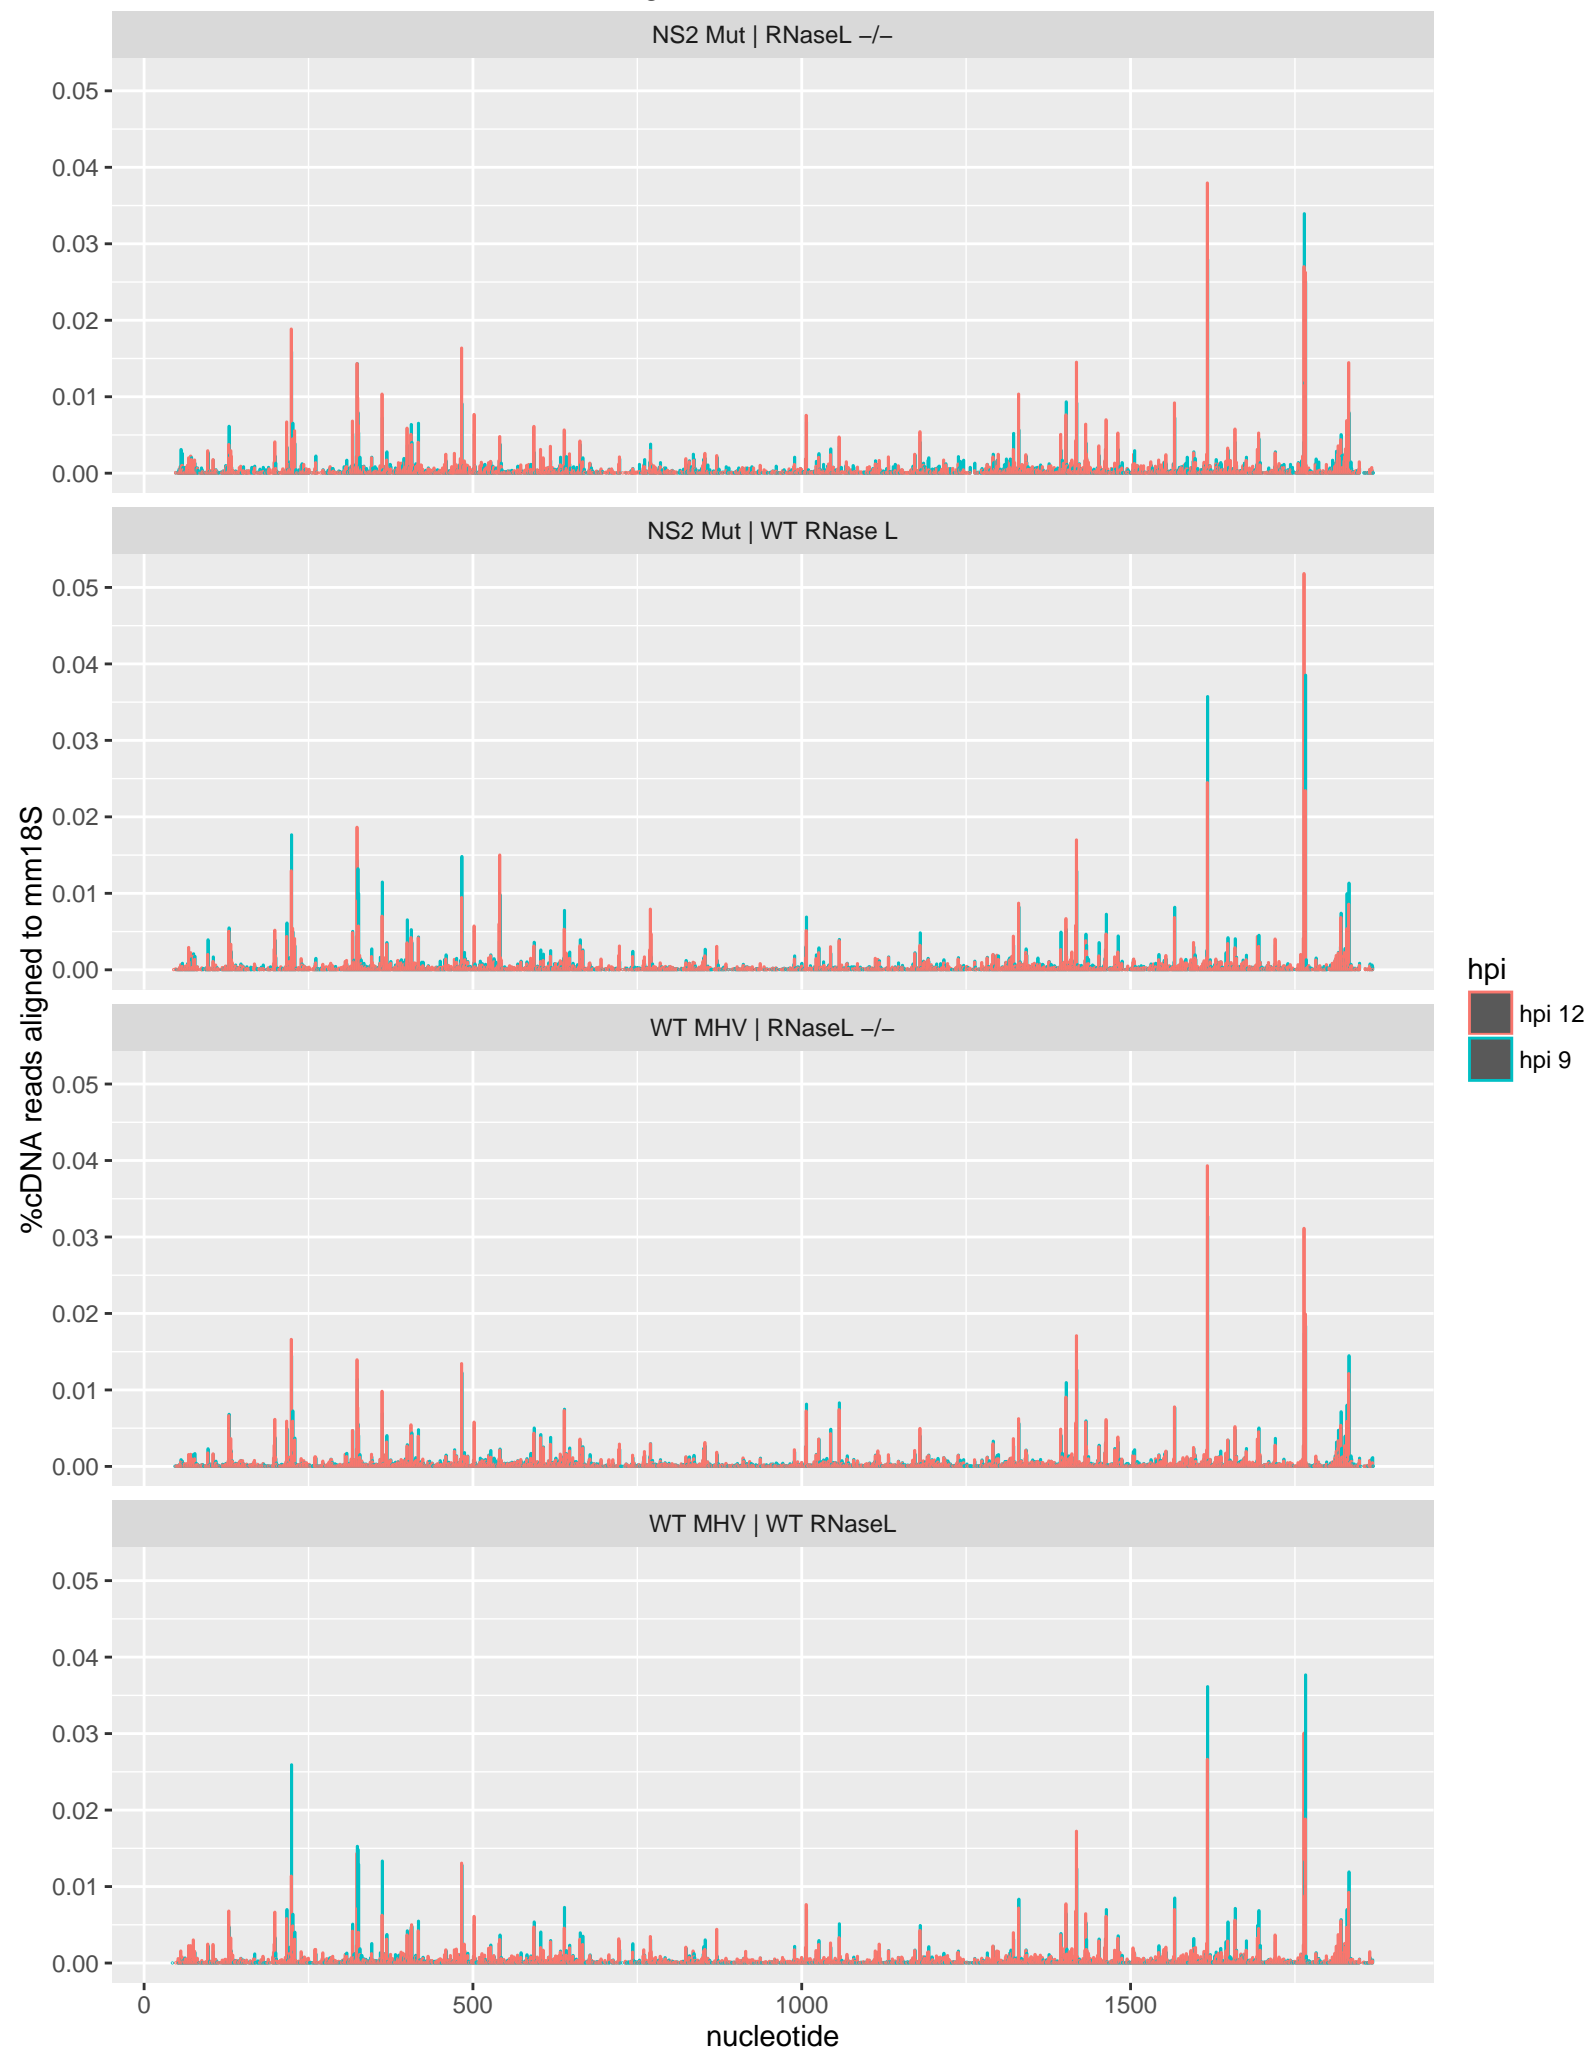 NS2 Mut | RNaseL −/−
0.05
0.04
0.03
0.02
0.01
0.00
NS2 Mut | WT RNase L
0.05
0.04
0.03
0.02
0.01
0.00
WT MHV | RNaseL −/−
0.05
0.04
0.03
0.02
0.01
0.00
WT MHV | WT RNaseL
0.05
0.04
0.03
0.02
0.01
0.00
0 500 1000 1500
nucleotide
%cDNA reads aligned to mm18S
hpi
hpi 12
hpi 9